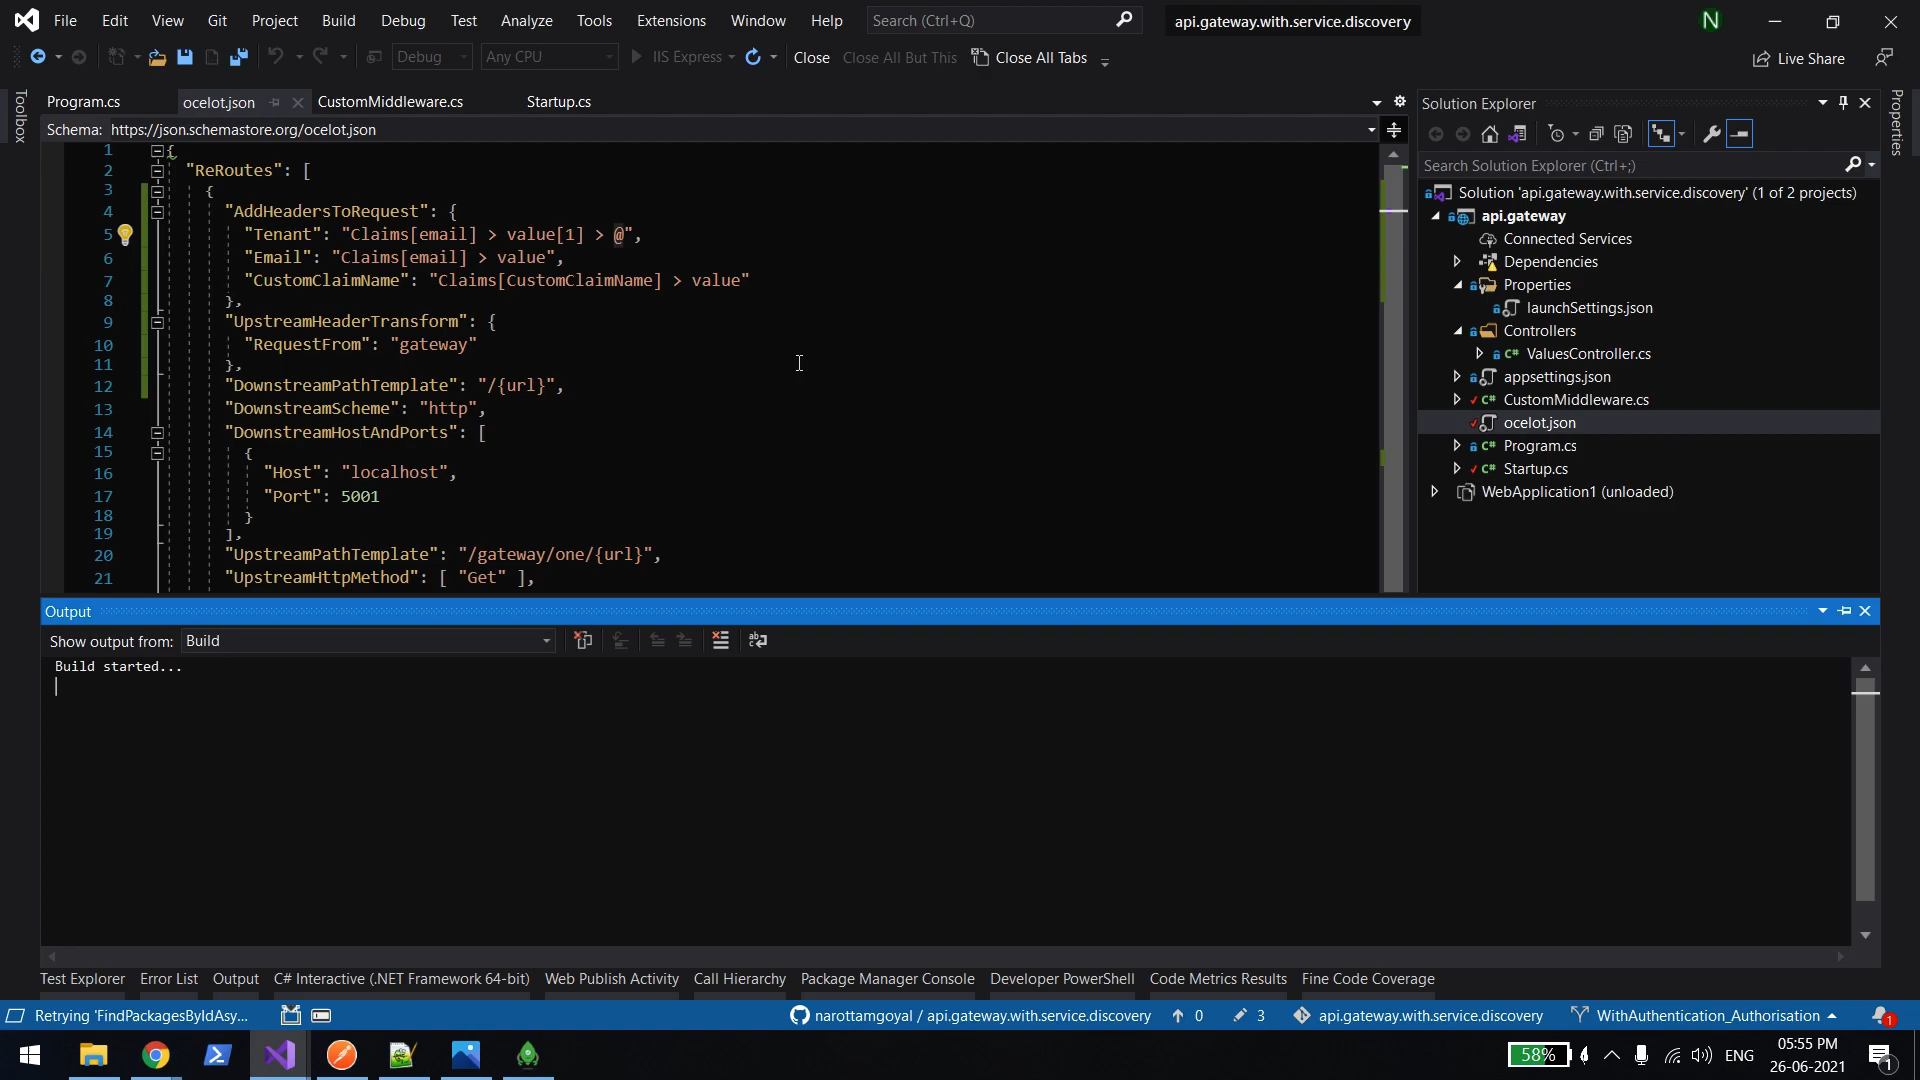 File Edit View Git Project Build Debug Test Analyze Tools Extensions Window Help Search (Ctrl+Q) api.gateway.with.service.discovery N
Debug Any CPU IIS Express Close Close All But This Close All Tabs Live Share
Toolbox
Program.cs ocelot.json CustomMiddleware.cs Startup.cs
Schema: https://json.schemastore.org/ocelot.json
1 {
2 "ReRoutes": [
3 {
4 "AddHeadersToRequest": {
5 "Tenant": "Claims[email] > value[1] > @",
6 "Email": "Claims[email] > value",
7 "CustomClaimName": "Claims[CustomClaimName] > value"
8 },
9 "UpstreamHeaderTransform": {
10 "RequestFrom": "gateway"
11 },
12 "DownstreamPathTemplate": "/{url}",
13 "DownstreamScheme": "http",
14 "DownstreamHostAndPorts": [
15 {
16 "Host": "localhost",
17 "Port": 5001
18 }
19 ],
20 "UpstreamPathTemplate": "/gateway/one/{url}",
21 "UpstreamHttpMethod": [ "Get" ],
Solution Explorer
Search Solution Explorer (Ctrl+;)
Solution 'api.gateway.with.service.discovery' (1 of 2 projects)
api.gateway
Connected Services
Dependencies
Properties
launchSettings.json
Controllers
C# ValuesController.cs
appsettings.json
C# CustomMiddleware.cs
ocelot.json
C# Program.cs
C# Startup.cs
WebApplication1 (unloaded)
Properties
Output
Show output from: Build
Build started...
Test Explorer Error List Output C# Interactive (.NET Framework 64-bit) Web Publish Activity Call Hierarchy Package Manager Console Developer PowerShell Code Metrics Results Fine Code Coverage
Retrying 'FindPackagesByIdAsy... narottamgoyal / api.gateway.with.service.discovery 0 3 api.gateway.with.service.discovery WithAuthentication_Authorisation 1
58% ENG 05:55 PM
26-06-2021 1